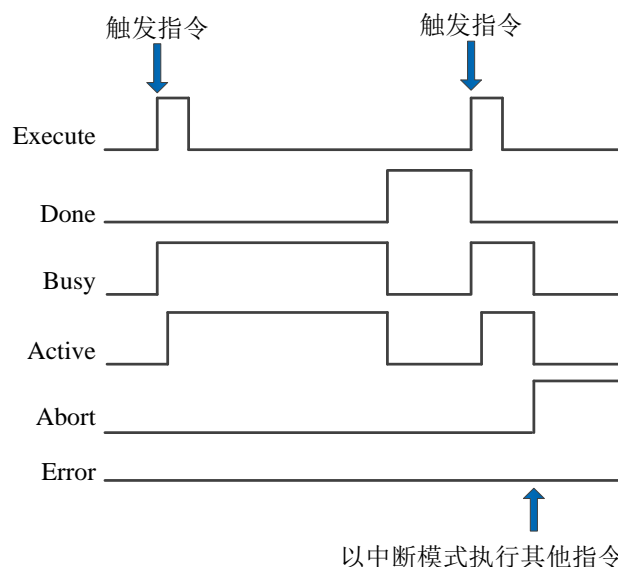 触发指令 触发指令
Execute
Done
Busy
Active
Abort
Error
以中断模式执行其他指令